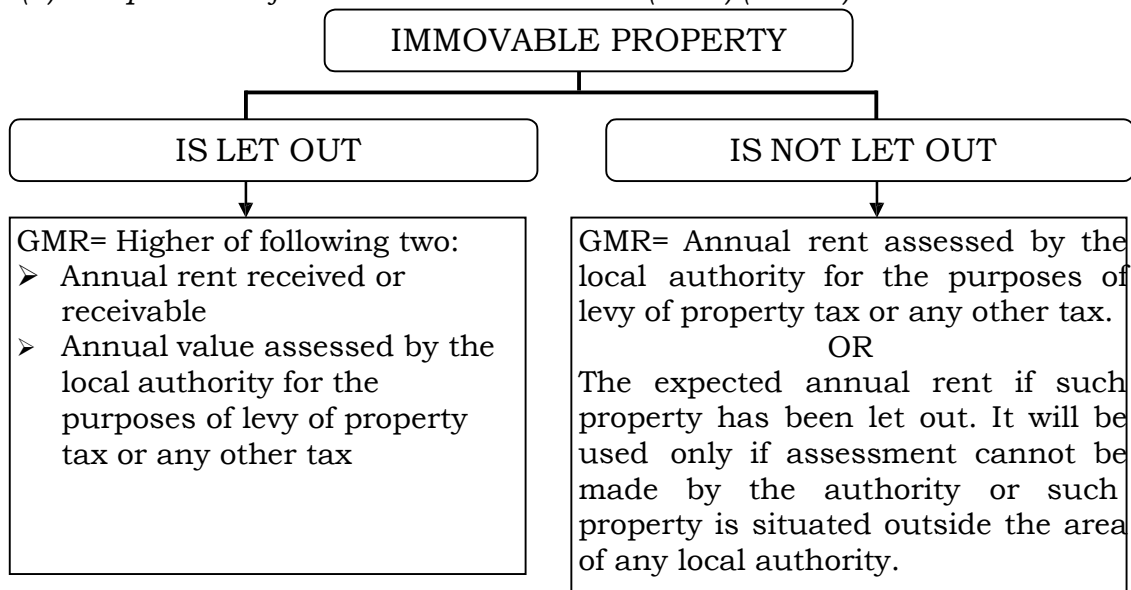 IMMOVABLE PROPERTY
IS LET OUT
IS NOT LET OUT
GMR= Higher of following two:
➢ Annual rent received or
receivable
➢ Annual value assessed by the
local authority for the
purposes of levy of property
tax or any other tax
GMR= Annual rent assessed by the
local authority for the purposes of
levy of property tax or any other tax.
OR
The expected annual rent if such
property has been let out. It will be
used only if assessment cannot be
made by the authority or such
property is situated outside the area
of any local authority.